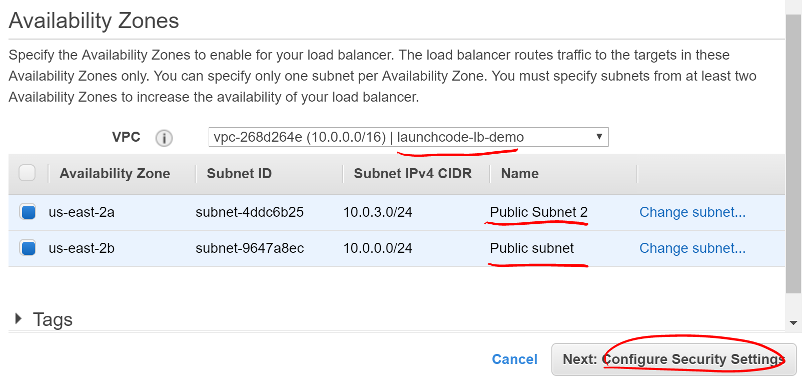 Availability Zones
Specify the Availability Zones to enable for your load balancer. The load balancer routes traffic to the targets in these
Availability Zones only. You can specify only one subnet per Availability Zone. You must specify subnets from at least two
Availability Zones to increase the availability of your load balancer.
VPC i vpc-268d264e (10.0.0.0/16) | launchcode-lb-demo
Availability Zone Subnet ID Subnet IPv4 CIDR Name
us-east-2a subnet-4ddc6b25 10.0.3.0/24 Public Subnet 2 Change subnet...
us-east-2b subnet-9647a8ec 10.0.0.0/24 Public subnet Change subnet...
Tags
Cancel Next: Configure Security Settings